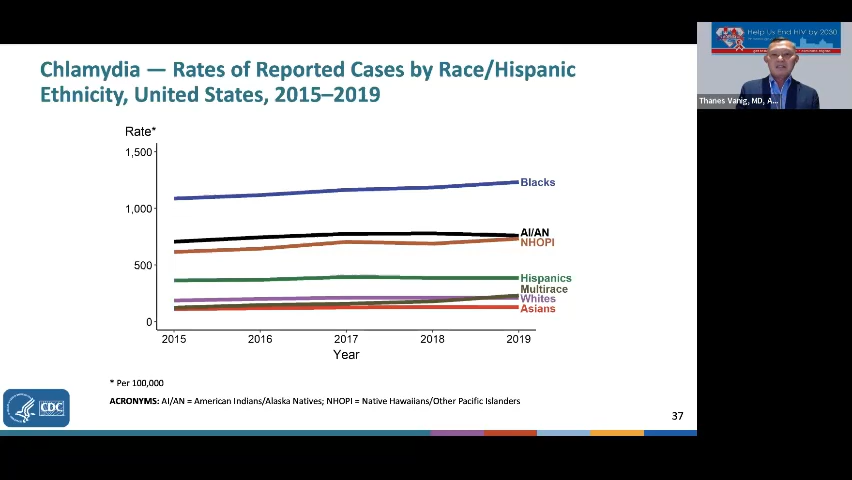 Chlamydia — Rates of Reported Cases by Race/Hispanic
Ethnicity, United States, 2015–2019
Rate*
1,500
1,000
500
0
Blacks
AI/AN
NHOPI
Hispanics
Multirace
Whites
Asians
2015 2016 2017 2018 2019
Year
* Per 100,000
ACRONYMS: AI/AN = American Indians/Alaska Natives; NHOPI = Native Hawaiians/Other Pacific Islanders
CDC
37
Help Us End HIV by 2030
Thanes Vanig, MD, A...